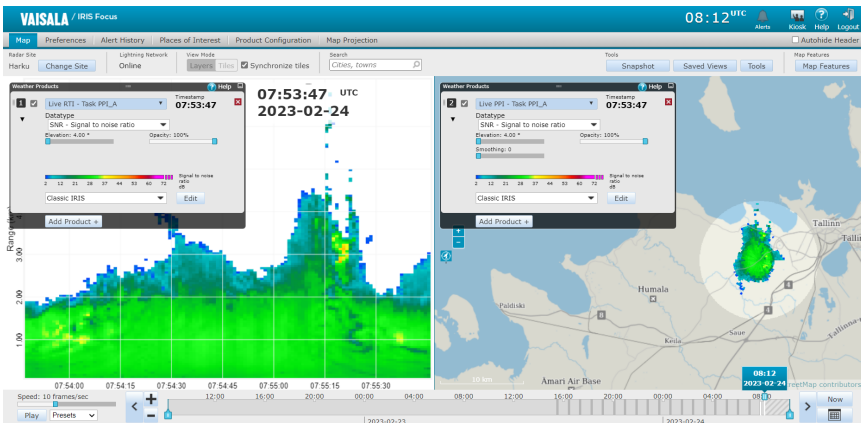 VAISALA / IRIS Focus
08:12 UTC
Alerts Kiosk Help Logout
Map Preferences Alert History Places of Interest Product Configuration Map Projection
Autohide Header
Radar Site Lightning Network View Mode Search Tools Map Features
Harku Change Site Online Layers Tiles Synchronize tiles Cities, towns Snapshot Saved Views Tools Map Features
Weather Products
Help
1 Live RTI - Task PPI_A
Timestamp
07:53:47
Datatype
SNR - Signal to noise ratio
Elevation: 4.00 ° Opacity: 100%
2 12 21 28 37 44 53 60 72
Signal to noise
ratio
dB
Classic IRIS Edit
Add Product +
07:53:47 UTC
2023-02-24
4
3.00
2.00
1.00
07:54:00 07:54:15 07:54:30 07:54:45 07:55:00 07:55:15 07:55:30
Weather Products
Help
2 Live PPI - Task PPI_A
Timestamp
07:53:47
Datatype
SNR - Signal to noise ratio
Elevation: 4.00 ° Opacity: 100%
Smoothing: 0
2 12 21 28 37 44 53 60 72
Signal to noise
ratio
dB
Classic IRIS Edit
Add Product +
Tallinn
Talli
Humala
Paldiski
8
4
4
Saue
Keila
Vallinna
Ämari Air Base
10 km
08:12
2023-02-24
reetMap contributors
Speed: 10 frames/sec
Play Presets
12:00 16:00 20:00 00:00 04:00 08:00 12:00 16:00 20:00 00:00 04:00
2023-02-23 2023-02-24
Now